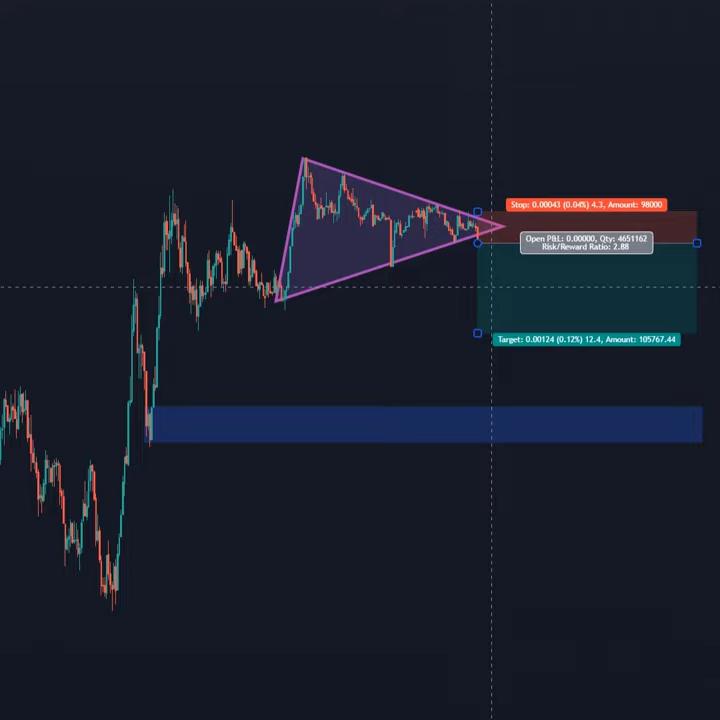 Stop: 0.00043 (0.04%) 4.3, Amount: 98000
Open P&L: 0.00000, Qty: 4651162
Risk/Reward Ratio: 2.88
Target: 0.00124 (0.12%) 12.4, Amount: 105767.44